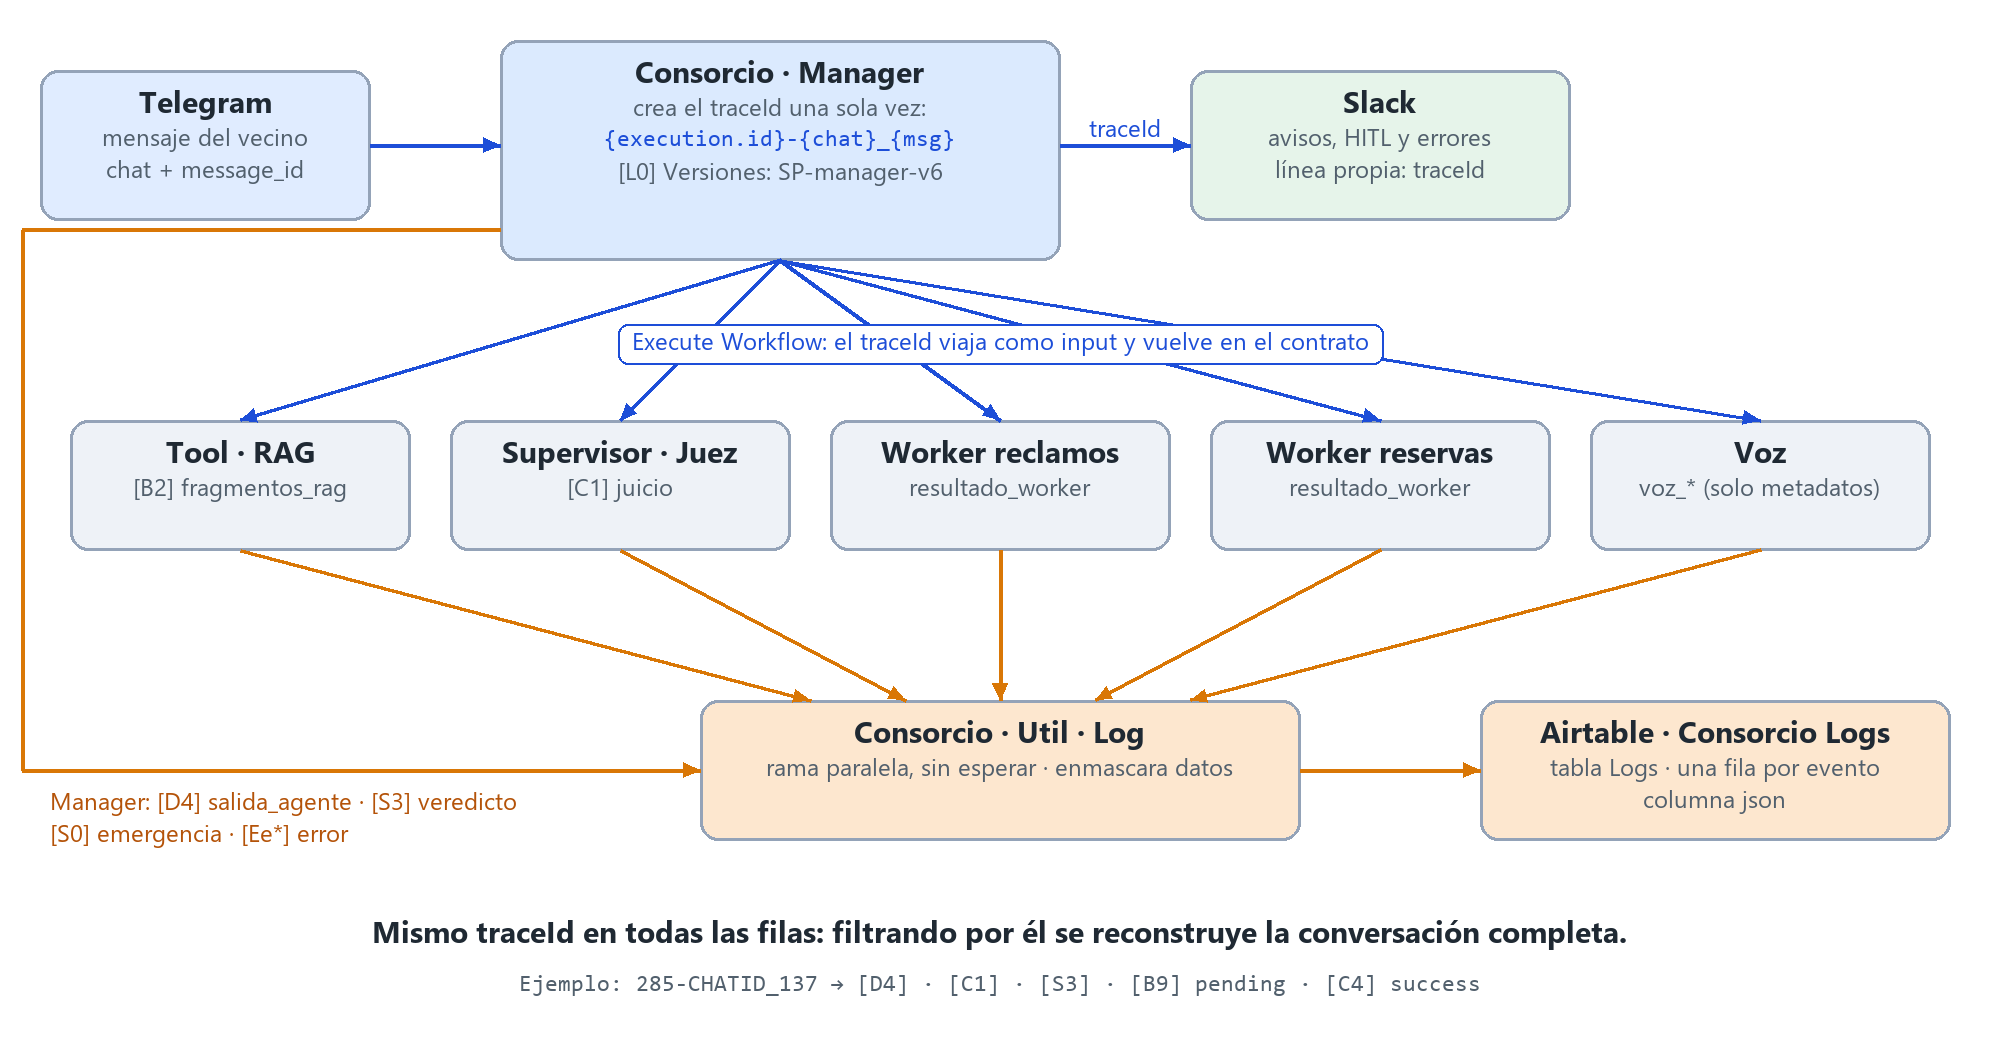 Telegram
mensaje del vecino
chat + message_id
Consorcio · Manager
crea el traceId una sola vez:
{execution.id}-{chat}_{msg}
[L0] Versiones: SP-manager-v6
traceId
Slack
avisos, HITL y errores
línea propia: traceId
Execute Workflow: el traceId viaja como input y vuelve en el contrato
Tool · RAG
[B2] fragmentos_rag
Supervisor · Juez
[C1] juicio
Worker reclamos
resultado_worker
Worker reservas
resultado_worker
Voz
voz_* (solo metadatos)
Consorcio · Util · Log
rama paralela, sin esperar · enmascara datos
Airtable · Consorcio Logs
tabla Logs · una fila por evento
columna json
Manager: [D4] salida_agente · [S3] veredicto
[S0] emergencia · [Ee*] error
Mismo traceId en todas las filas: filtrando por él se reconstruye la conversación completa.
Ejemplo: 285-CHATID_137 → [D4] · [C1] · [S3] · [B9] pending · [C4] success